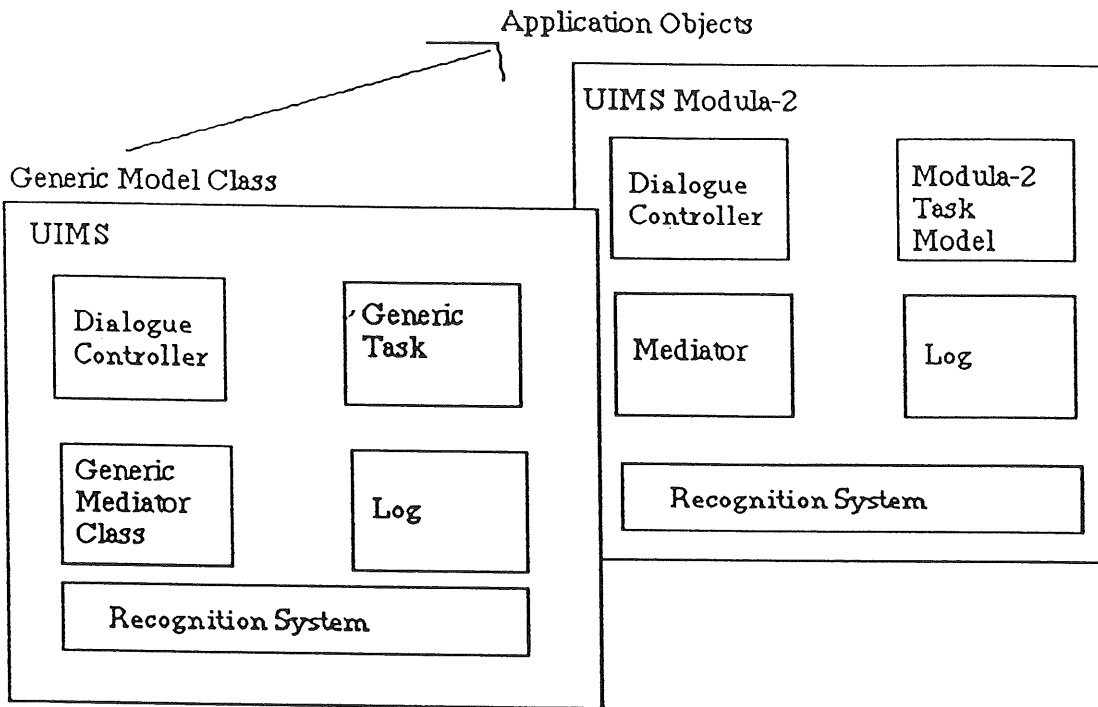 Application Objects
UIMS Modula-2
Dialogue
Controller
Modula-2
Task
Model
Mediator
Log
Recognition System
Generic Model Class
UIMS
Dialogue
Controller
Generic
Task
Generic
Mediator
Class
Log
Recognition System